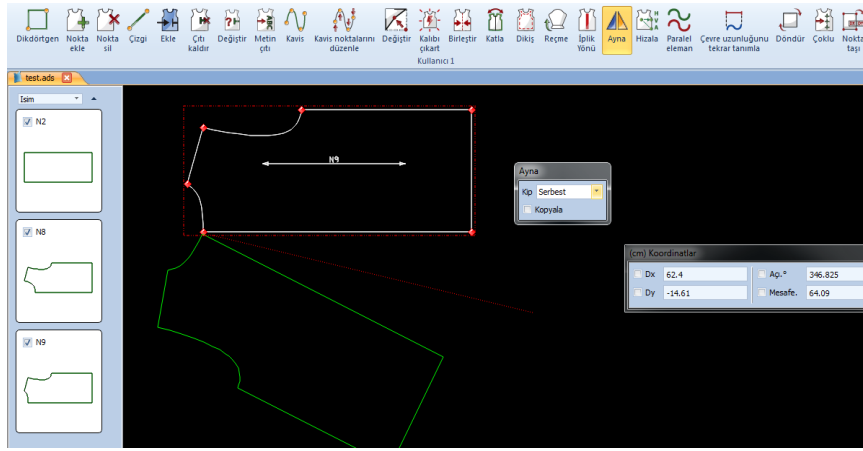 Dikdörtgen Nokta ekle Nokta sil Çizgi Ekle Çıtı kaldır Değiştir Metin çıtı Kavis Kavis noktalarını düzenle Değiştir Kalıbı çıkart Birleştir Katla Dikiş Reçme İplik Yönü Ayna Hizala Paralel eleman Çevre uzunluğunu tekrar tanımla Döndür Çoklu Nokta taşı
Kullanıcı 1
test.ads
İsim
N2
N8
N9
N9
Ayna
Kip Serbest
Kopyala
(cm) Koordinatlar
Dx 62.4 Açı.° 346.825
Dy -14.61 Mesafe. 64.09